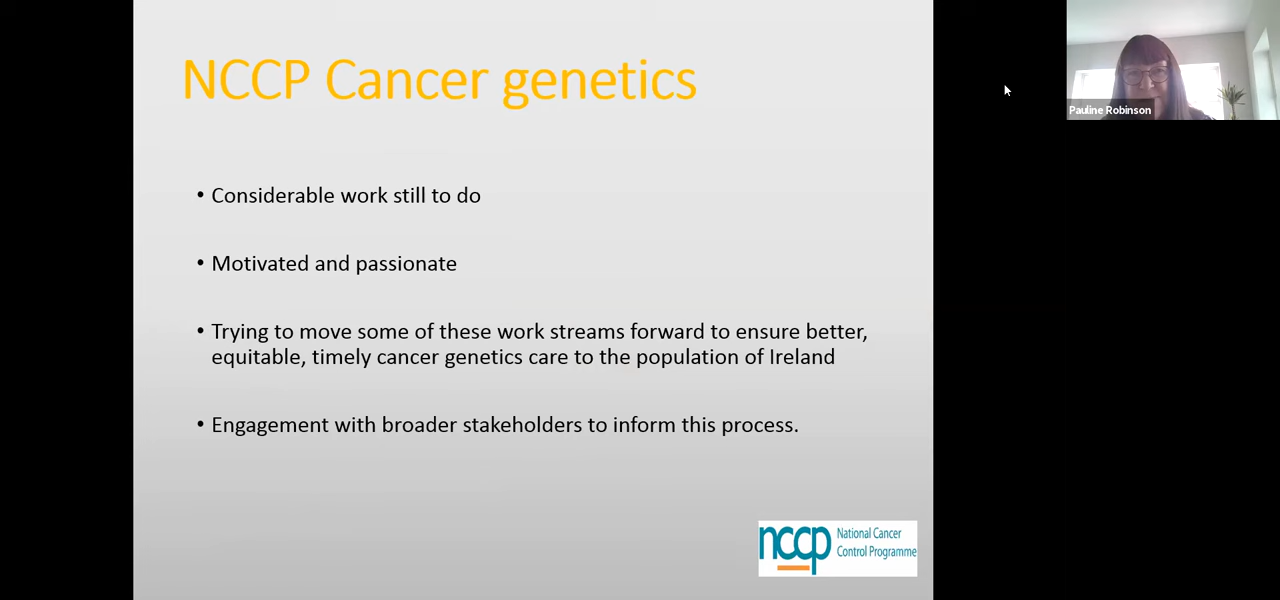 NCCP Cancer genetics
Pauline Robinson
• Considerable work still to do
• Motivated and passionate
• Trying to move some of these work streams forward to ensure better,
equitable, timely cancer genetics care to the population of Ireland
• Engagement with broader stakeholders to inform this process.
nccp
National Cancer
Control Programme